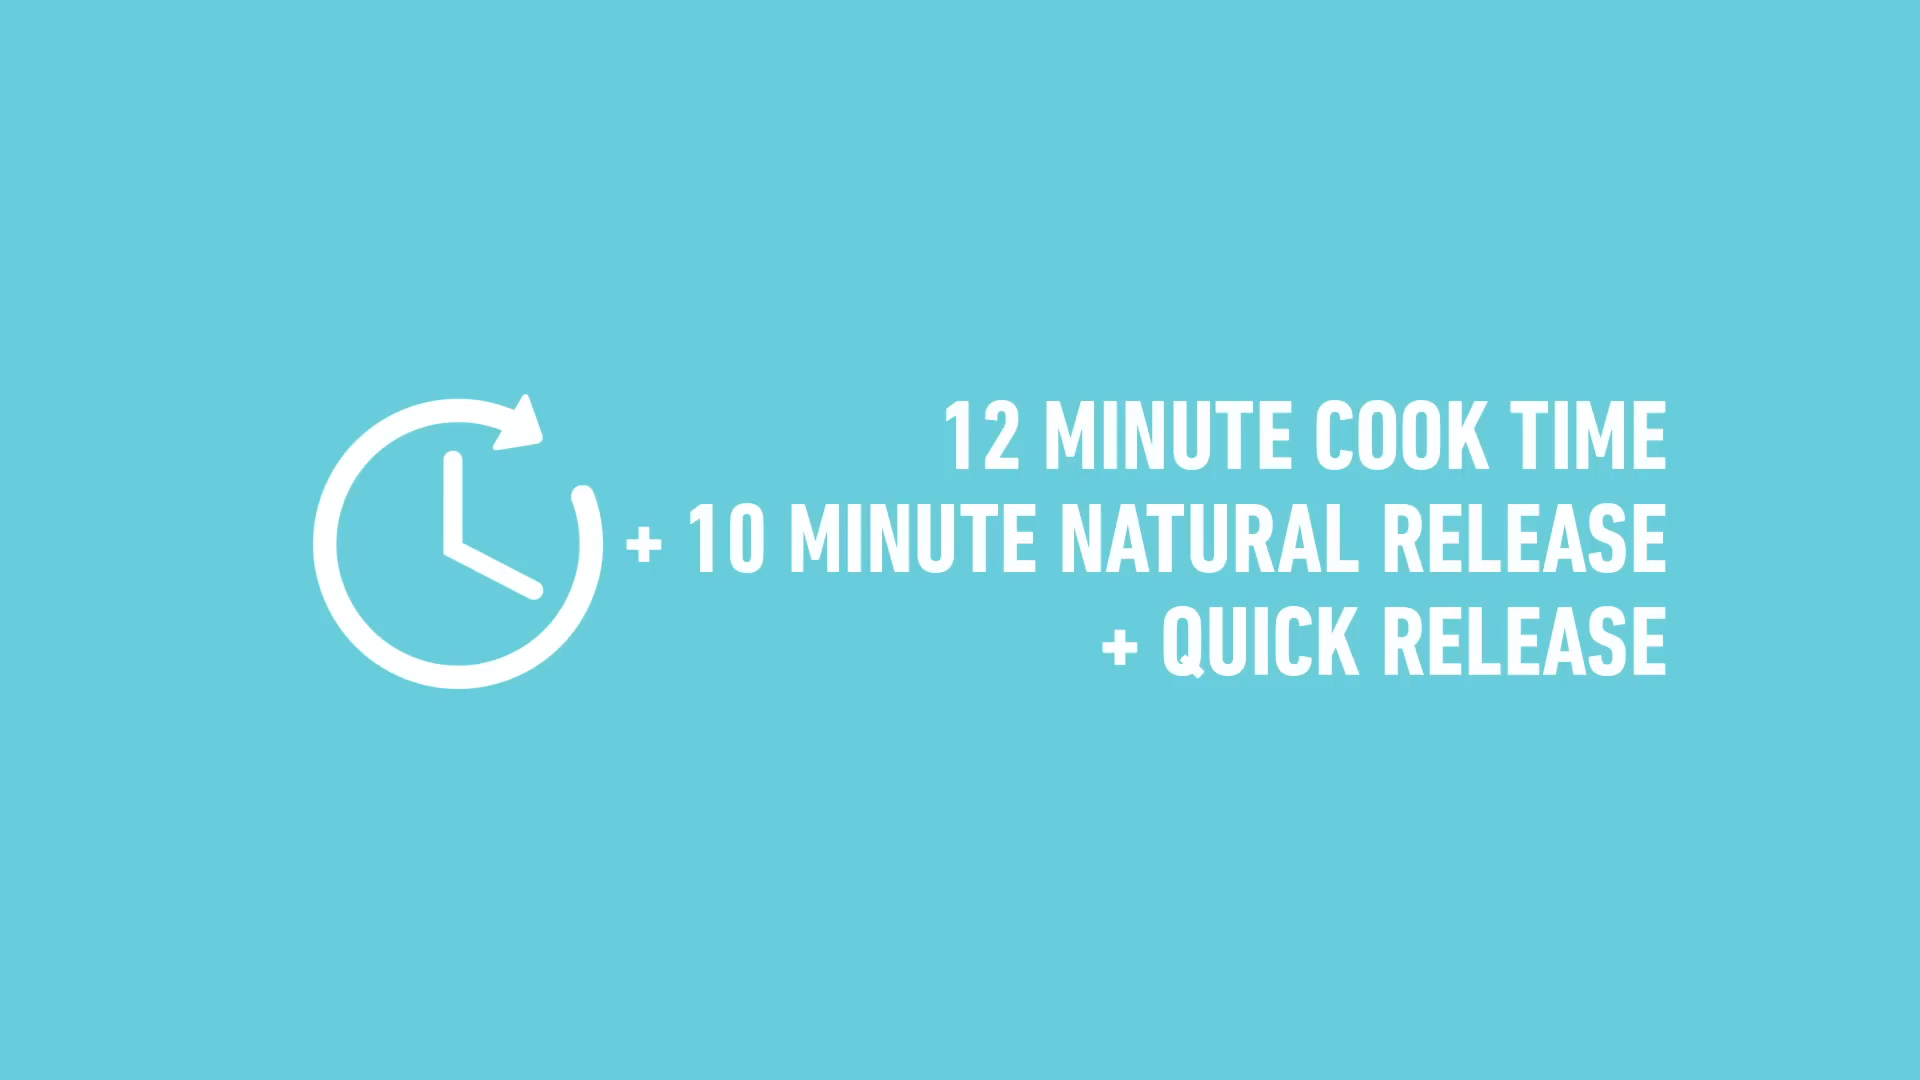 12 MINUTE COOK TIME
+ 10 MINUTE NATURAL RELEASE
+ QUICK RELEASE